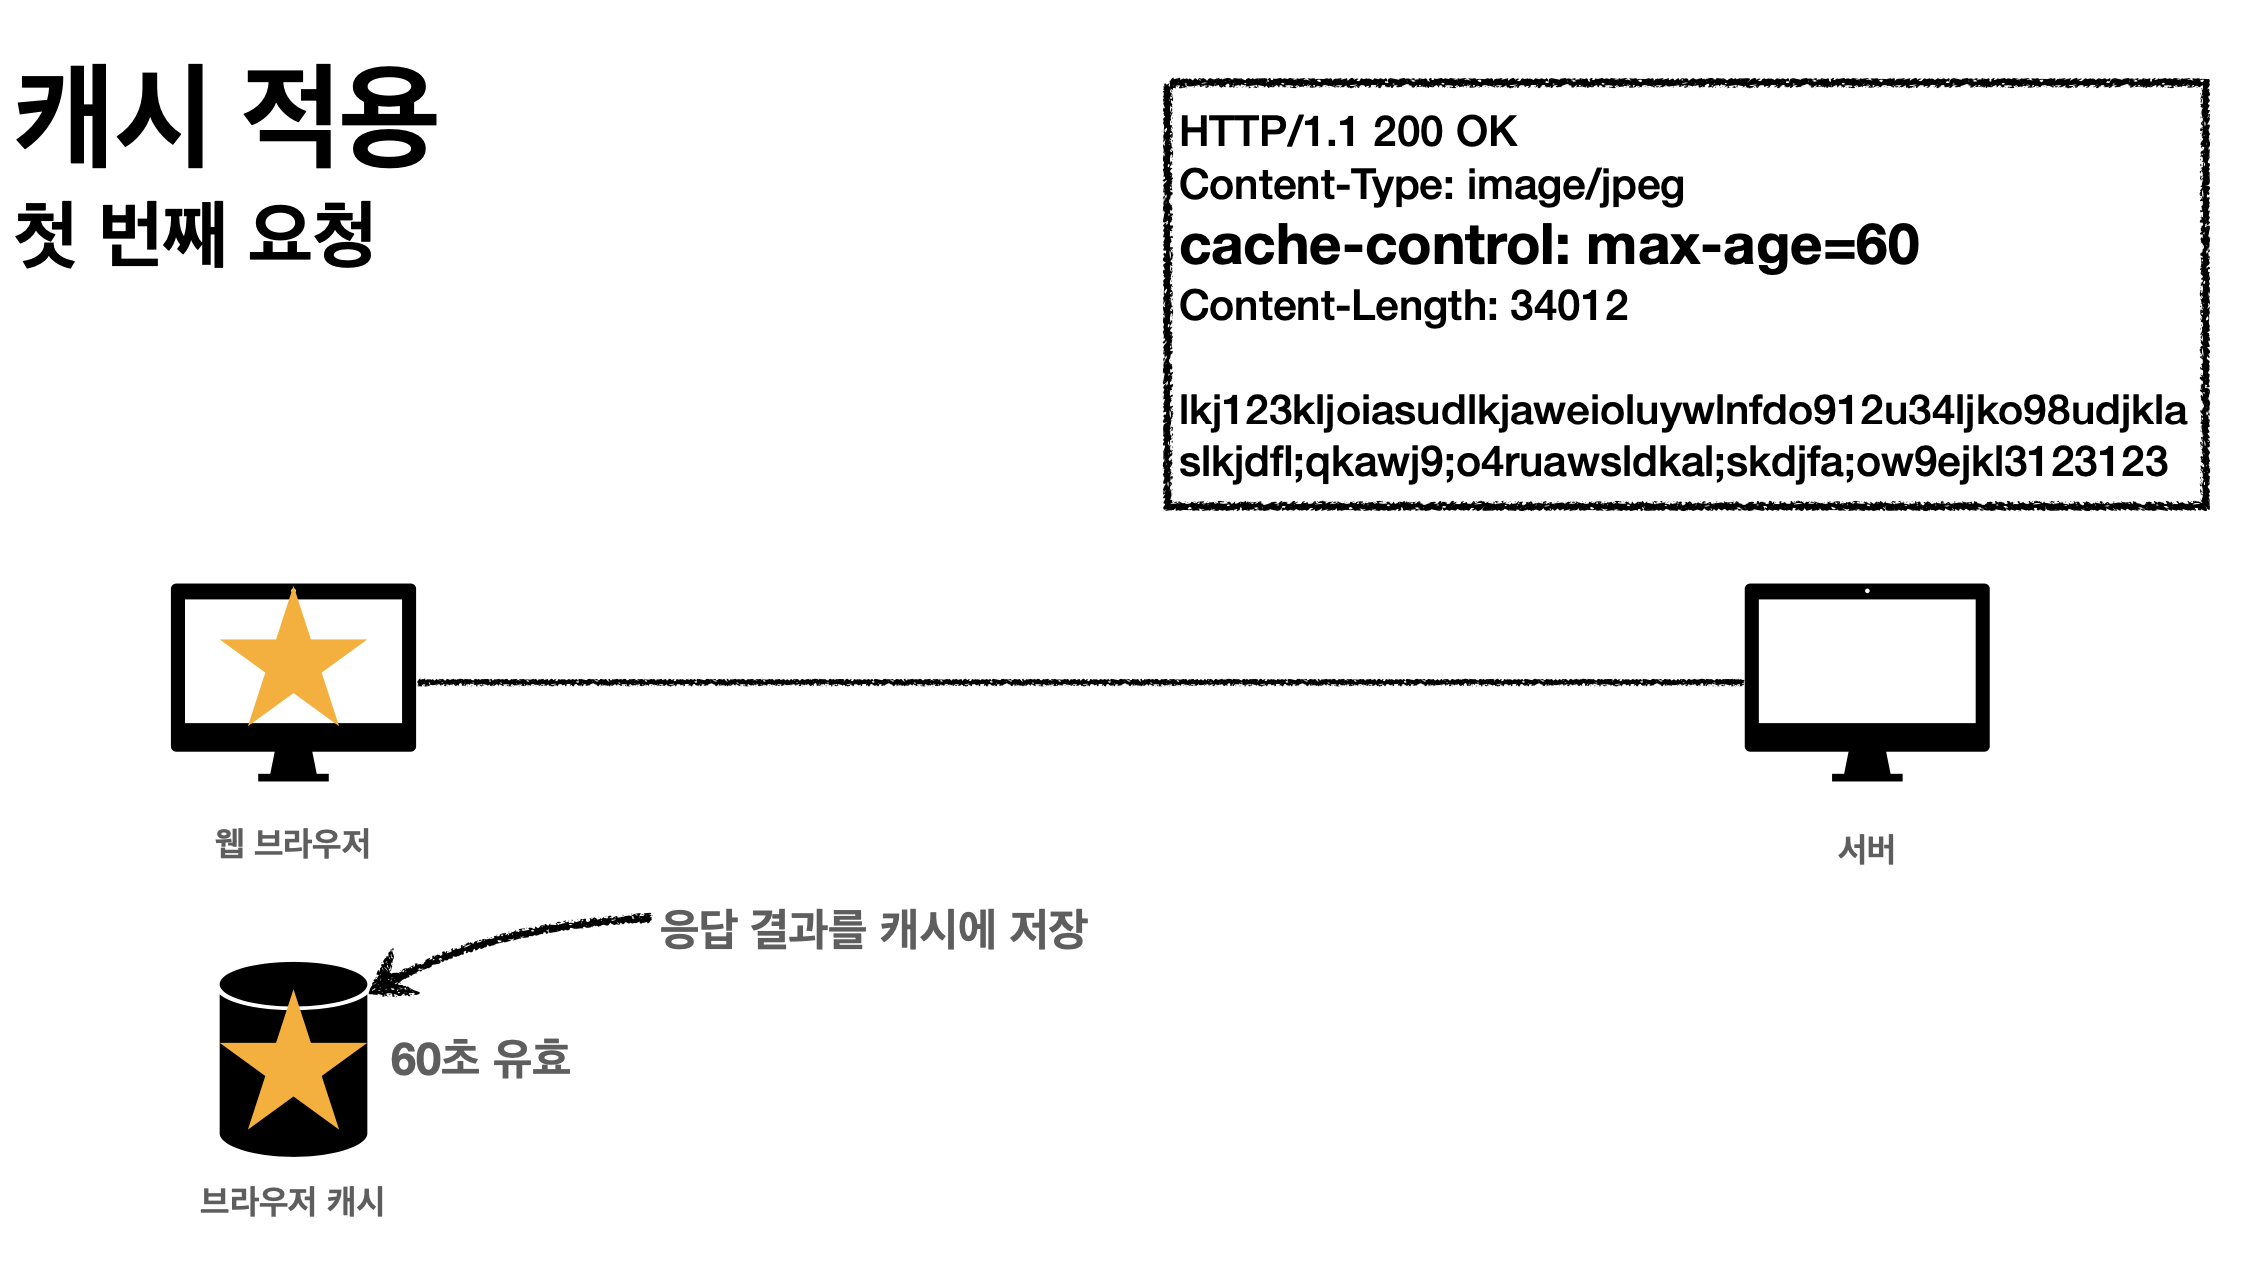 캐시 적용
첫 번째 요청
HTTP/1.1 200 OK
Content-Type: image/jpeg
cache-control: max-age=60
Content-Length: 34012
lkj123kljoiasudlkjaweioluywlnfdo912u34ljko98udjkla
slkjdfl;qkawj9;o4ruawsldkal;skdjfa;ow9ejkl3123123
웹 브라우저
서버
응답 결과를 캐시에 저장
60초 유효
브라우저 캐시